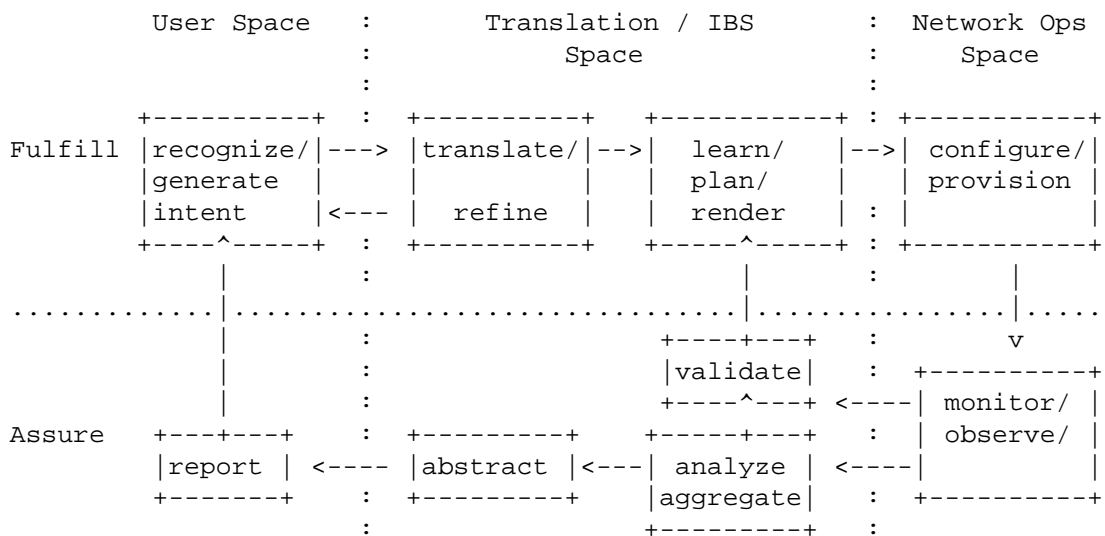 User Space : Translation / IBS : Network Ops
: Space : Space
: :
+----------+ : +----------+ +-----------+ : +-----------+
Fulfill |recognize/|---> |translate/|-->| learn/ |-->| configure/|
|generate | | | | plan/ | | provision |
|intent |<--- | refine | | render | : | |
+----^-----+ : +----------+ +-----^-----+ : +-----------+
| : | : |
.............|................................|.................|.....
| : +----+---+ : v
| : |validate| : +----------+
| : +----^---+ <----| monitor/ |
Assure +---+---+ : +---------+ +-----+---+ : | observe/ |
|report | <---- |abstract |<---| analyze | <----| |
+-------+ : +---------+ |aggregate| : +----------+
: +---------+ :